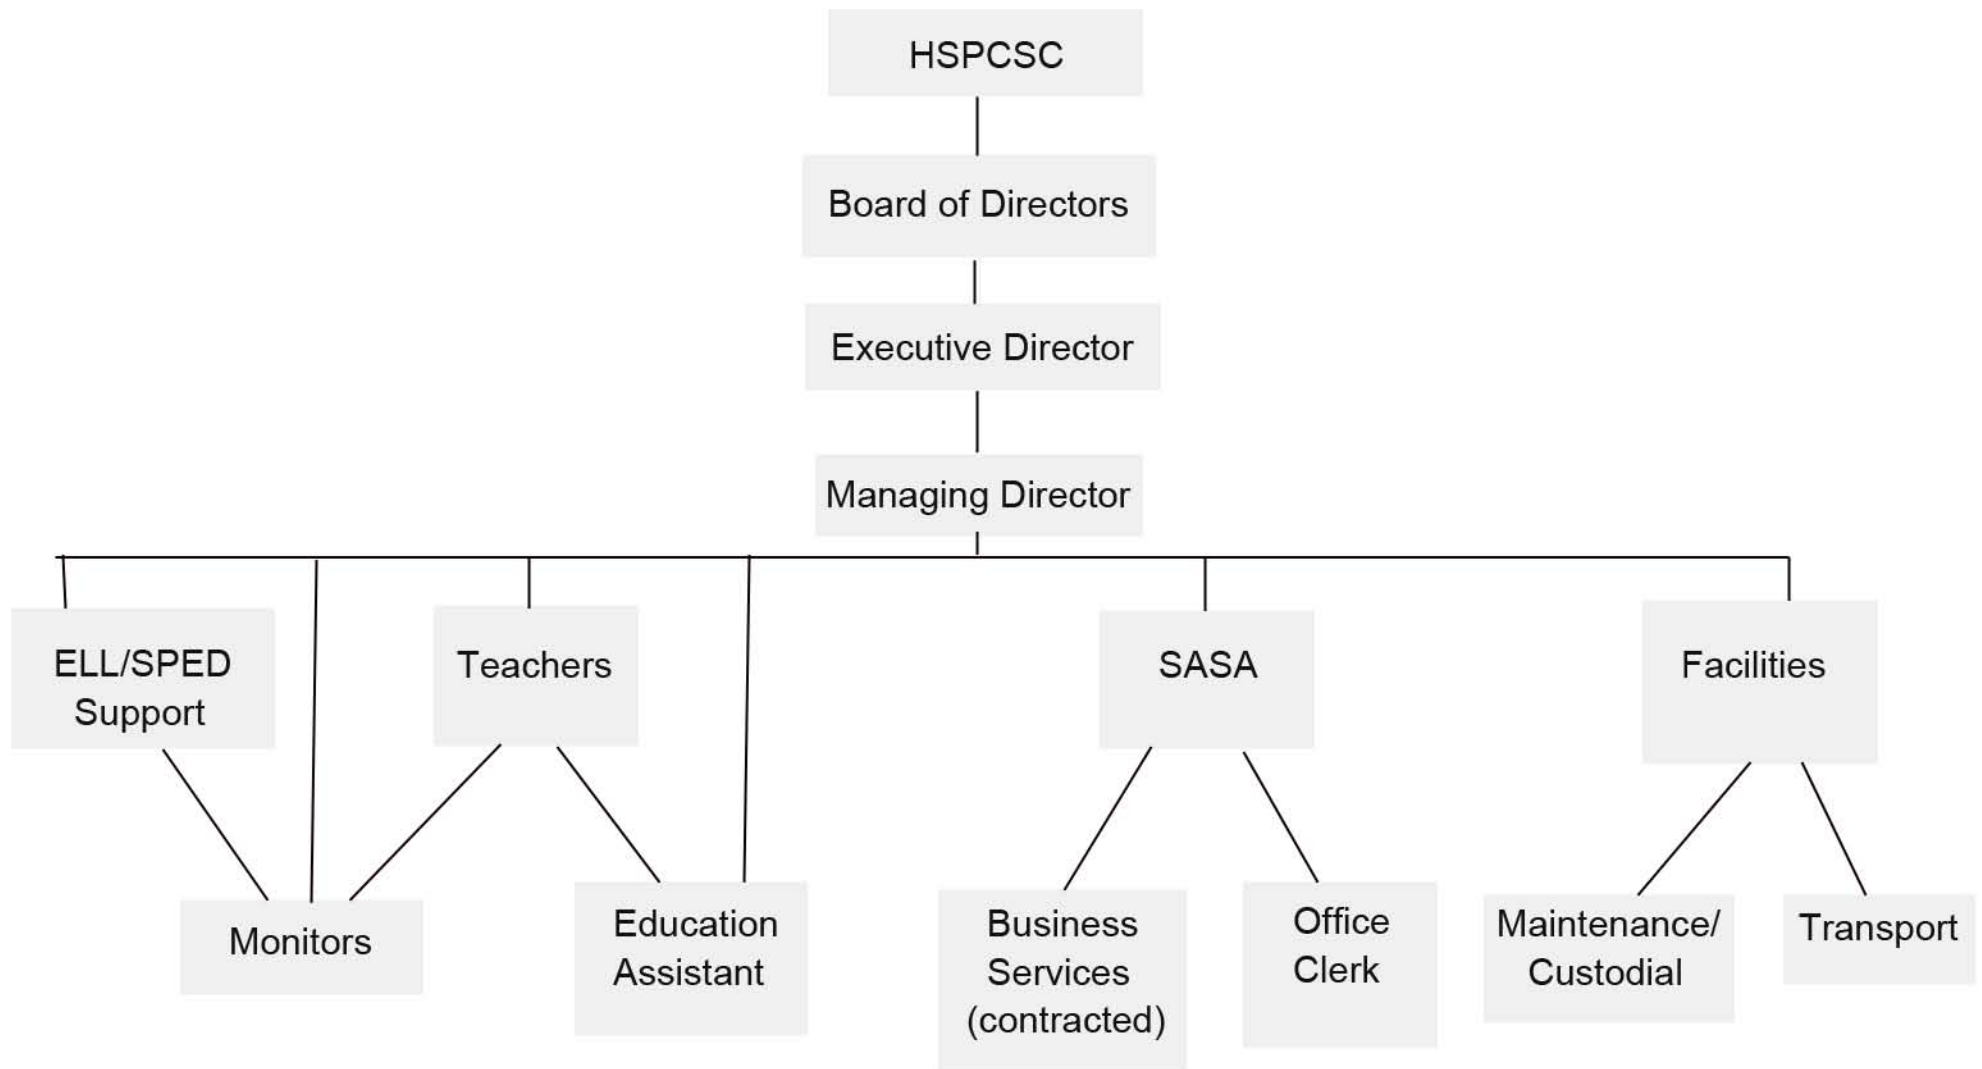 HSPCSC
Board of Directors
Executive Director
Managing Director
ELL/SPED
Support
Teachers
SASA
Facilities
Monitors
Education
Assistant
Business
Services
(contracted)
Office
Clerk
Maintenance/
Custodial
Transport